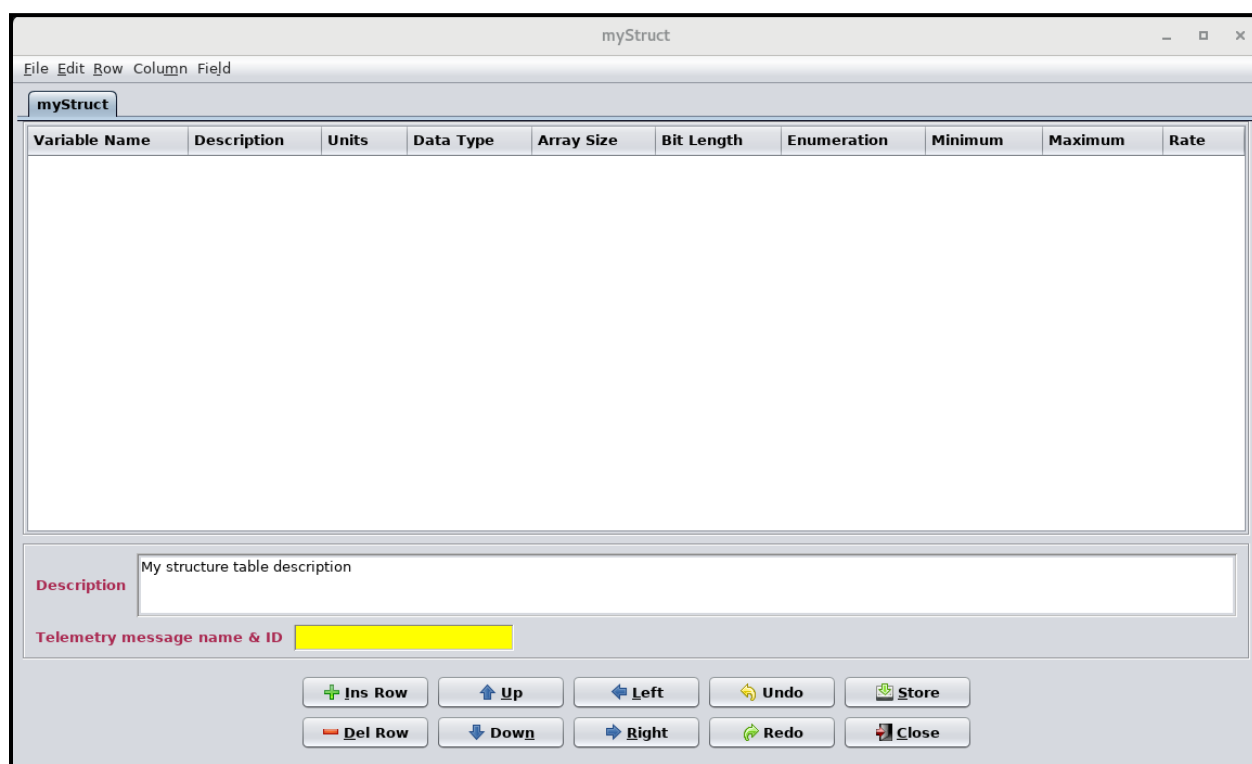 myStruct
File Edit Row Column Field
myStruct
Variable Name Description Units Data Type Array Size Bit Length Enumeration Minimum Maximum Rate
Description My structure table description
Telemetry message name & ID
Ins Row Up Left Undo Store
Del Row Down Right Redo Close